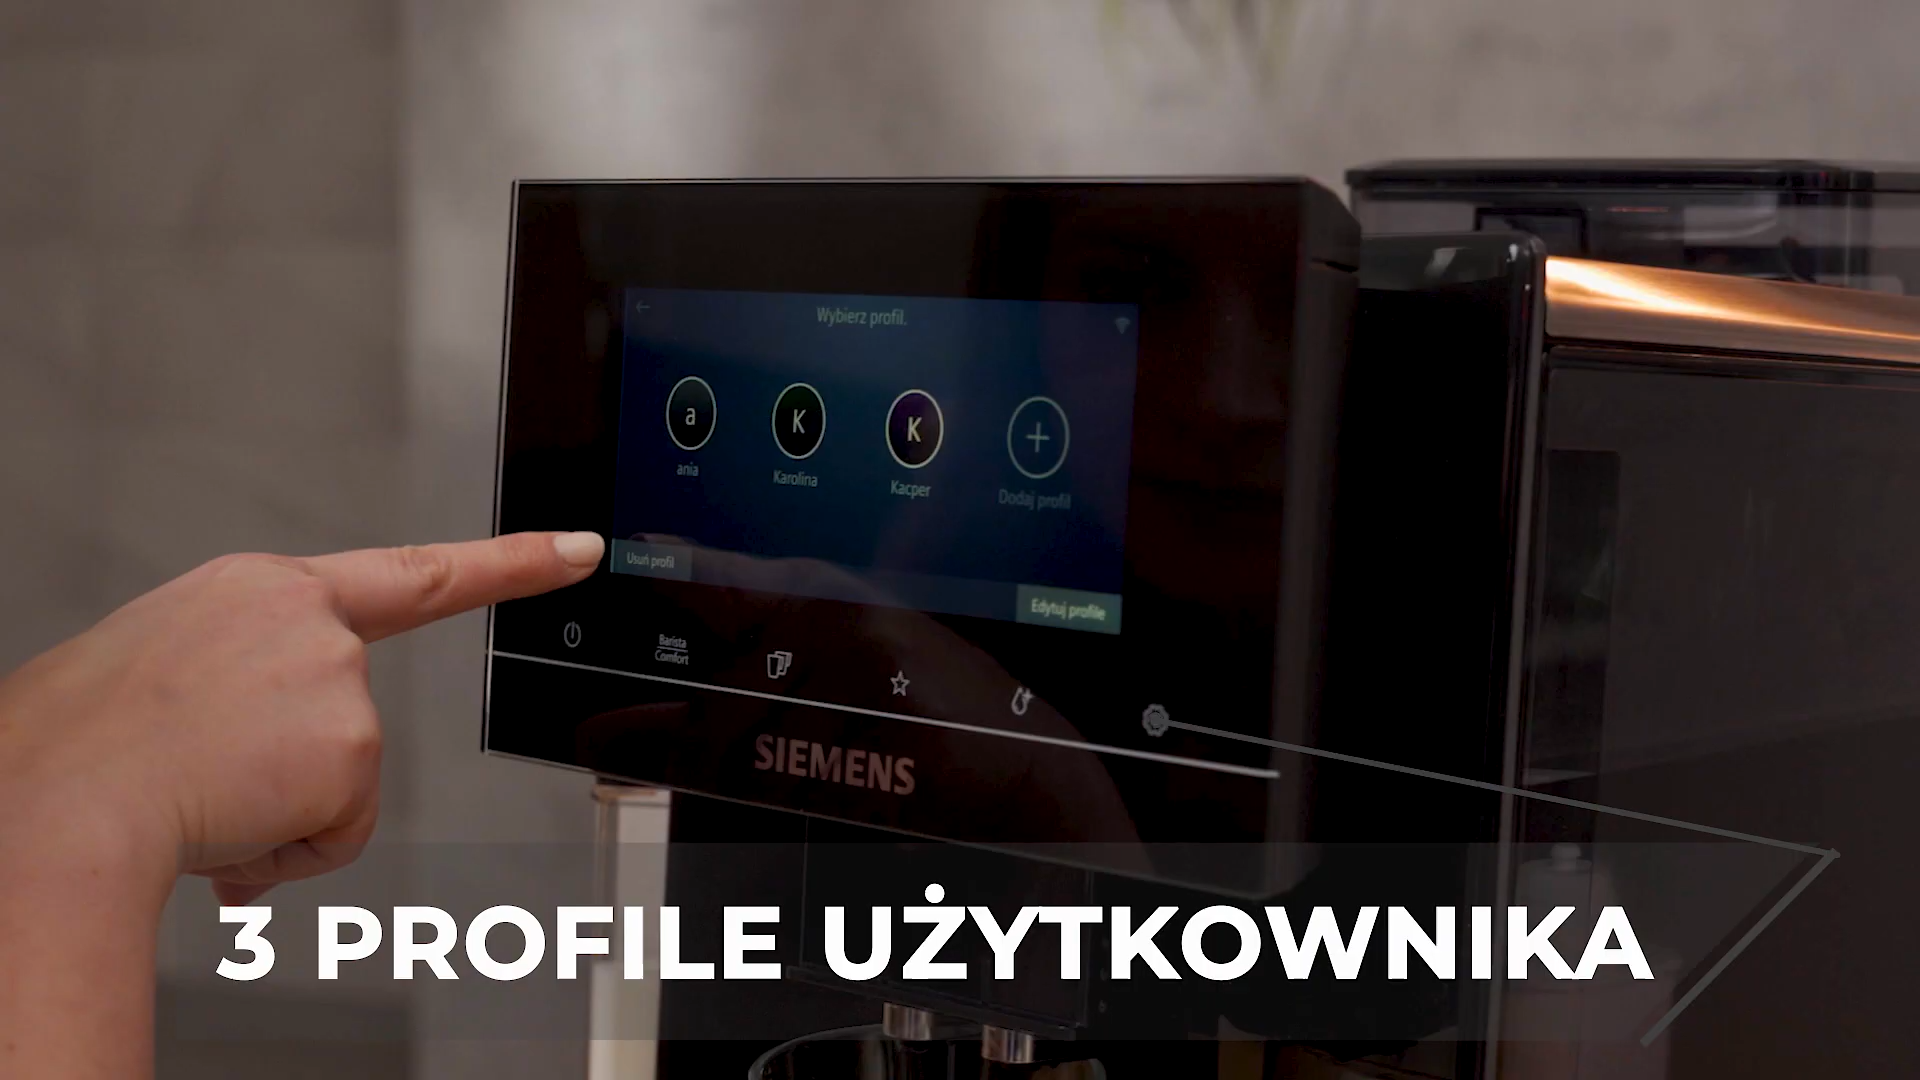 Wybierz profil.
a
K
K
ania
Karolina
Kacper
Dodaj profil
Usuń profil
Edytuj profile
Barista
Comfort
SIEMENS
3 PROFILE UŻYTKOWNIKA